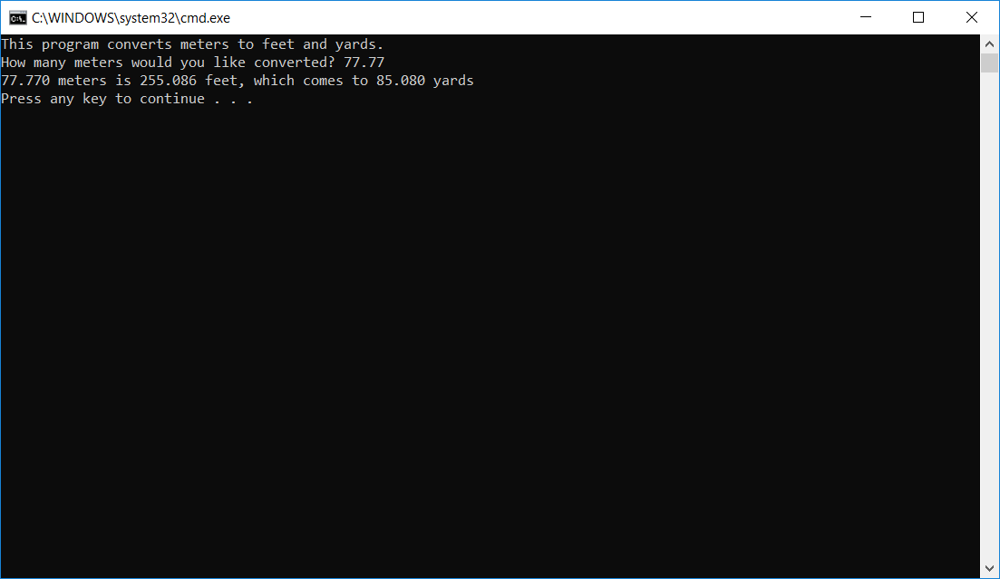 C:\WINDOWS\system32\cmd.exe
This program converts meters to feet and yards.
How many meters would you like converted? 77.77
77.770 meters is 255.086 feet, which comes to 85.080 yards
Press any key to continue . . .